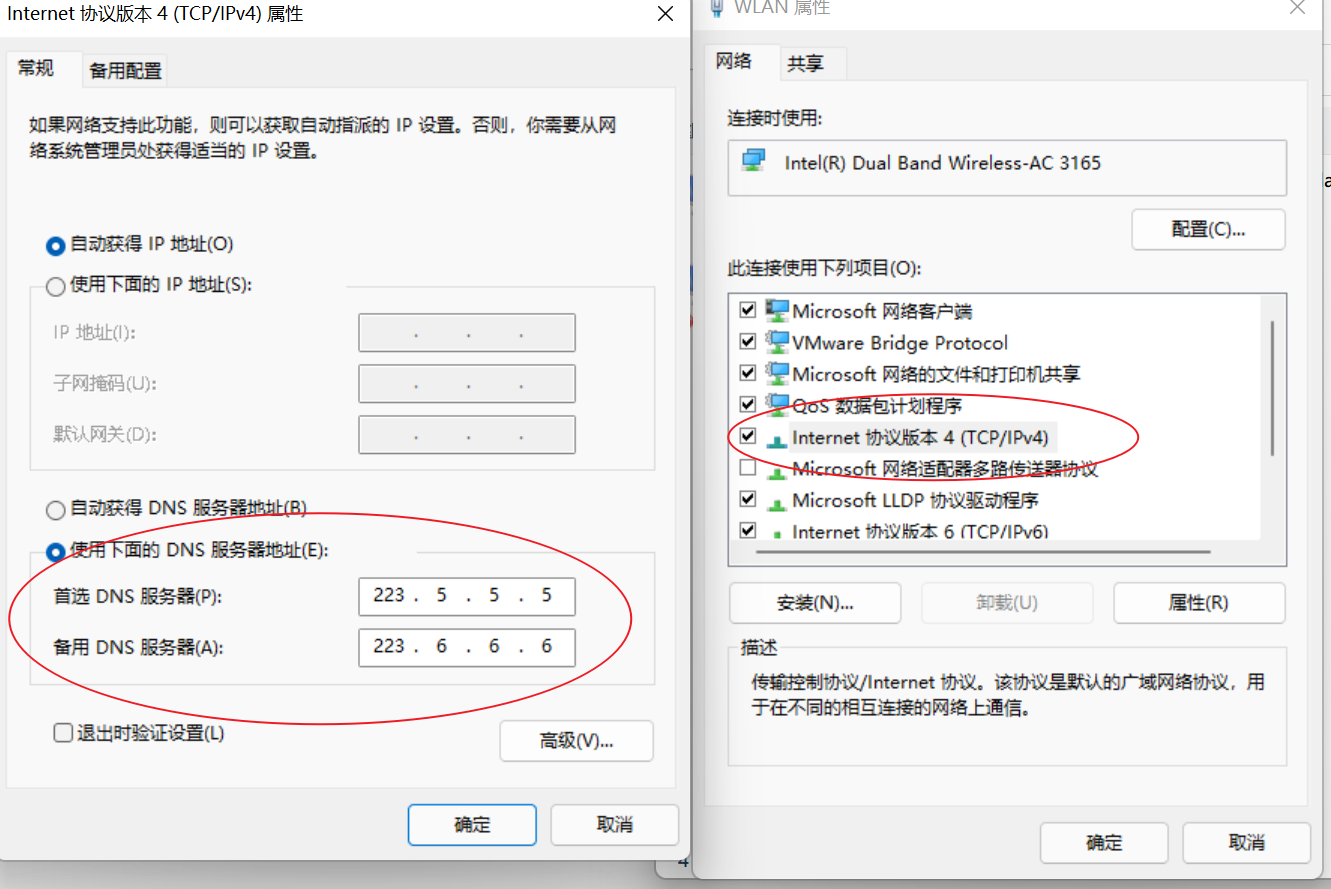 Internet 协议版本 4 (TCP/IPv4) 属性
常规
备用配置
如果网络支持此功能，则可以获取自动指派的 IP 设置。否则，你需要从网
络系统管理员处获得适当的 IP 设置。
自动获得 IP 地址(O)
使用下面的 IP 地址(S):
IP 地址(I):
. . .
子网掩码(U):
. . .
默认网关(D):
. . .
自动获得 DNS 服务器地址(B)
使用下面的 DNS 服务器地址(E):
首选 DNS 服务器(P):
223 . 5 . 5 . 5
备用 DNS 服务器(A):
223 . 6 . 6 . 6
退出时验证设置(L)
高级(V)...
确定
取消
WLAN 属性
网络
共享
连接时使用:
Intel(R) Dual Band Wireless-AC 3165
配置(C)...
此连接使用下列项目(O):
Microsoft 网络客户端
VMware Bridge Protocol
Microsoft 网络的文件和打印机共享
QoS 数据包计划程序
Internet 协议版本 4 (TCP/IPv4)
Microsoft 网络适配器多路传送器协议
Microsoft LLDP 协议驱动程序
Internet 协议版本 6 (TCP/IPv6)
安装(N)...
卸载(U)
属性(R)
描述
传输控制协议/Internet 协议。该协议是默认的广域网络协议，用
于在不同的相互连接的网络上通信。
确定
取消